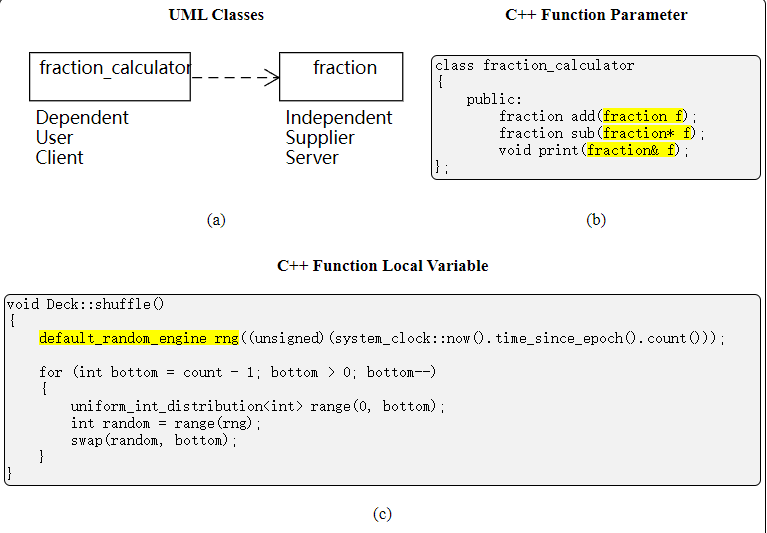 UML Classes
C++ Function Parameter
fraction_calculator
fraction
Dependent
User
Client
Independent
Supplier
Server
class fraction_calculator
{
    public:
        fraction add(fraction f);
        fraction sub(fraction* f);
        void print(fraction& f);
};
(a)
(b)
C++ Function Local Variable
void Deck::shuffle()
{
    default_random_engine rng((unsigned)(system_clock::now().time_since_epoch().count()));
    for (int bottom = count - 1; bottom > 0; bottom--)
    {
        uniform_int_distribution<int> range(0, bottom);
        int random = range(rng);
        swap(random, bottom);
    }
}
(c)